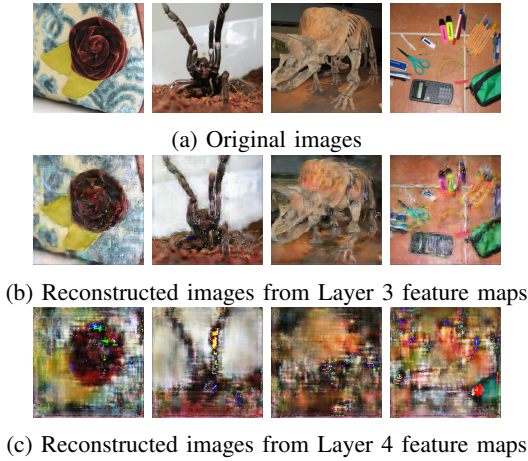 (a) Original images
(b) Reconstructed images from Layer 3 feature maps
(c) Reconstructed images from Layer 4 feature maps